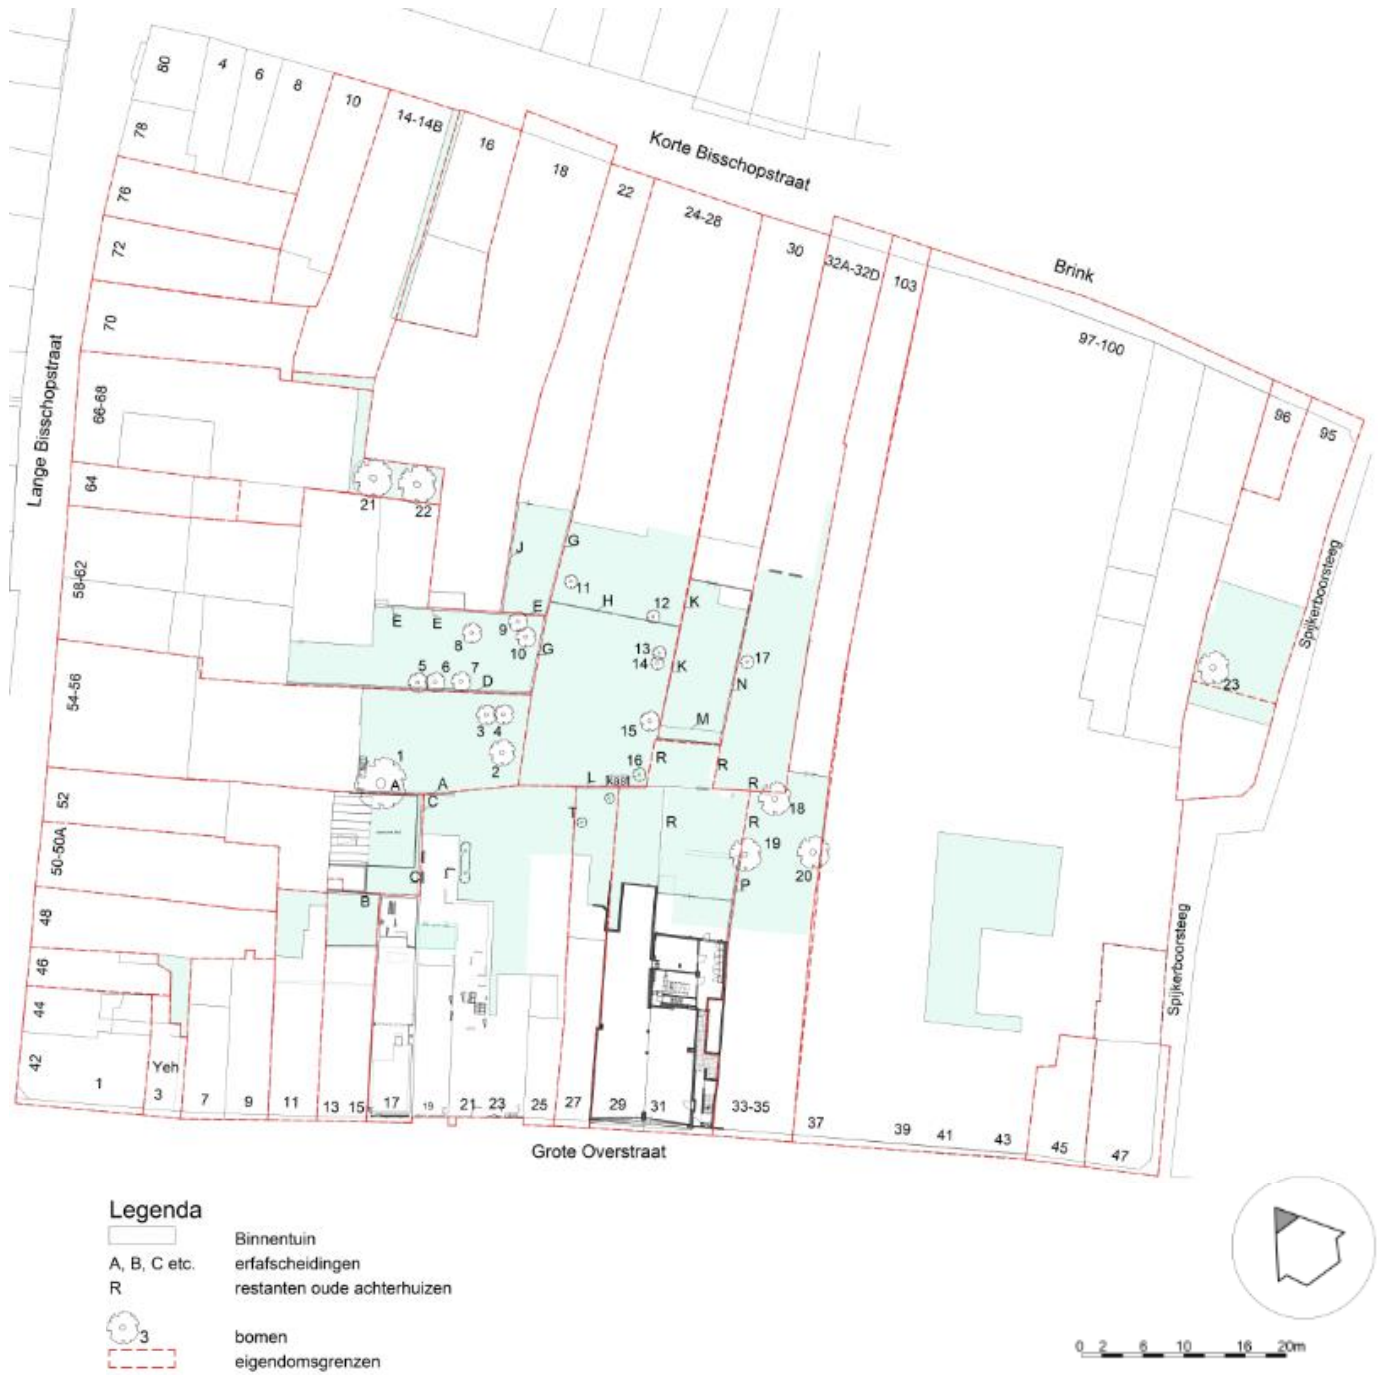 80
4
6
8
10
14-14B
16
18
22
24-28
30
32A-32D
103
Korte Bisschopstraat
Brink
97-100
96
95
78
76
72
70
66-68
64
58-62
54-56
52
50-50A
48
46
44
42
Lange Bisschopstraat
Spijkerboorsteeg
Spijkerboorsteeg
21
22
J
G
11
H
12
K
E
E
E
9
8
10
G
13
14
K
17
5
6
7
D
N
3
4
15
M
1
2
16
R
R
A
A
L
kast
R
C
T
R
R
18
19
20
P
C
B
23
Yeh
1
3
7
9
11
13
15
17
19
21
23
25
27
29
31
33-35
37
39
41
43
45
47
Grote Overstraat
Legenda
Binnentuin
A, B, C etc. erfafscheidingen
R restanten oude achterhuizen
3 bomen
eigendomsgrenzen
0 2 6 10 16 20m